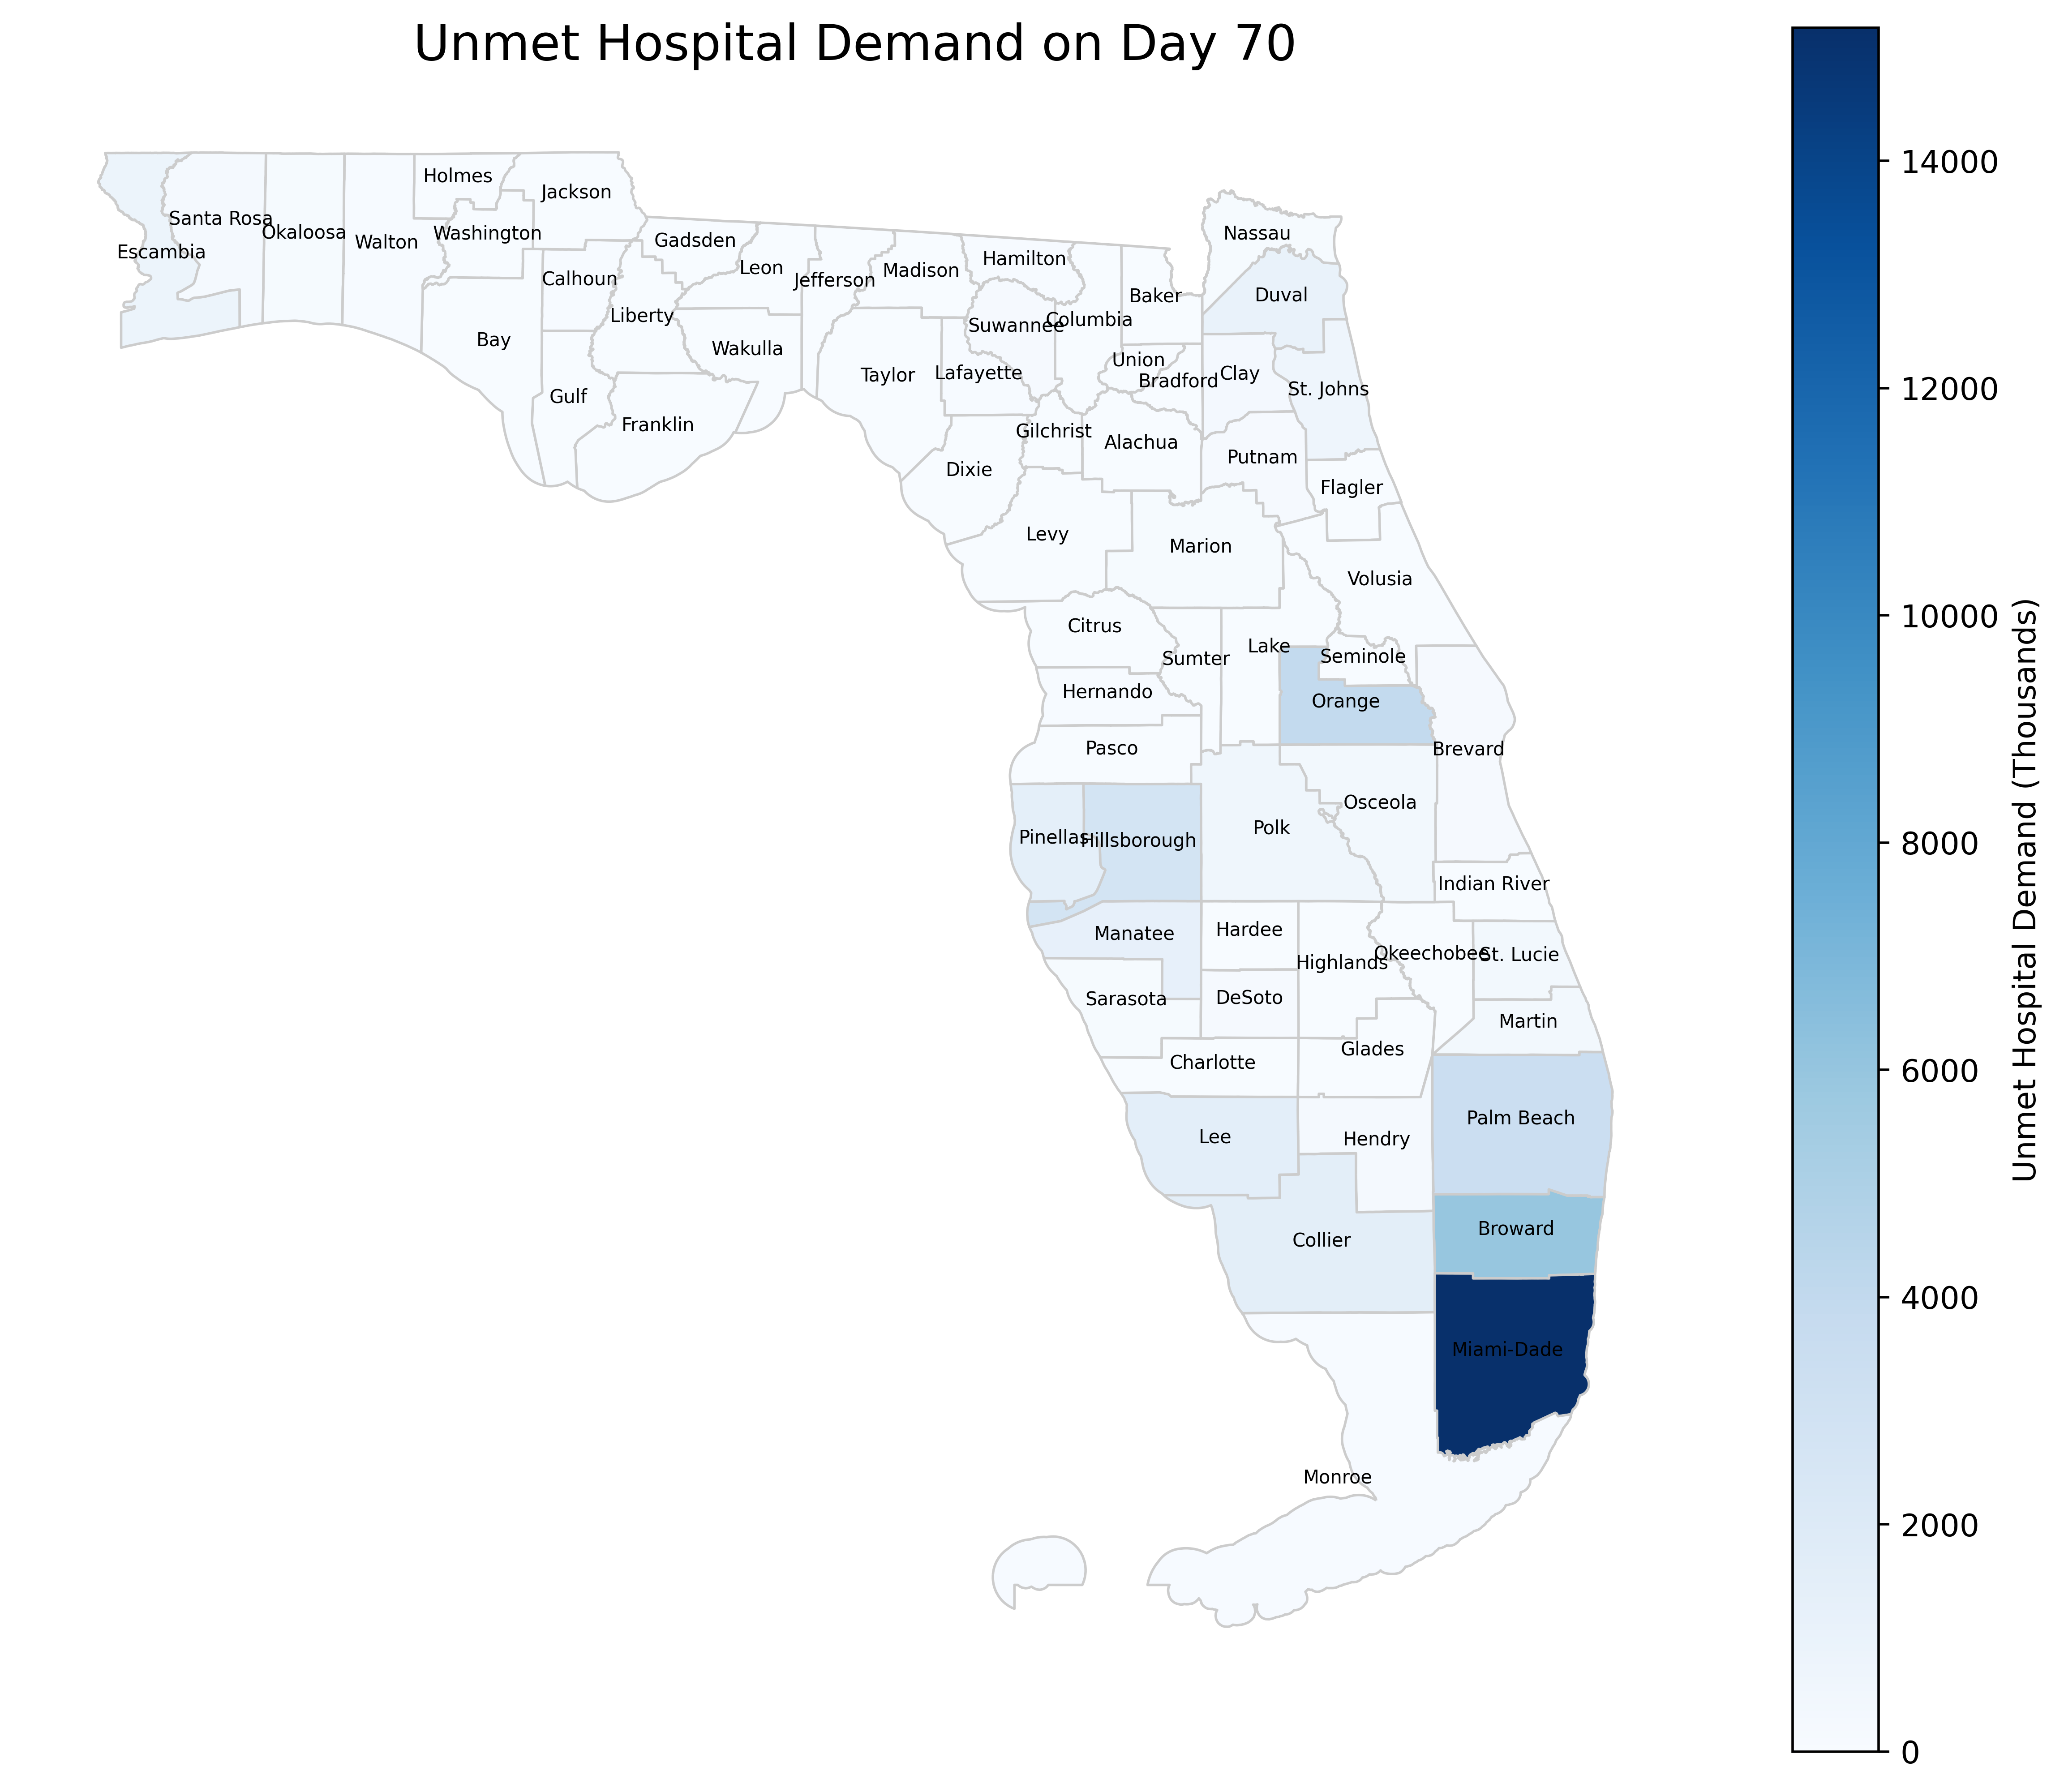 Unmet Hospital Demand on Day 70
Holmes
Jackson
Santa Rosa
Okaloosa
Washington
Walton
Escambia
Gadsden
Nassau
Hamilton
Leon
Madison
Calhoun
Jefferson
Baker
Duval
Liberty
Columbia
Suwannee
Bay
Wakulla
Union
Lafayette
Clay
Taylor
Bradford
St. Johns
Gulf
Franklin
Gilchrist
Alachua
Putnam
Dixie
Flagler
Levy
Marion
Volusia
Citrus
Lake
Seminole
Sumter
Hernando
Orange
Pasco
Brevard
Osceola
Polk
Pinellas
Hillsborough
Indian River
Hardee
Manatee
Okeechobee
St. Lucie
Highlands
DeSoto
Sarasota
Martin
Glades
Charlotte
Palm Beach
Lee
Hendry
Broward
Collier
Miami-Dade
Monroe
14000
12000
10000
8000
6000
4000
2000
0
Unmet Hospital Demand (Thousands)